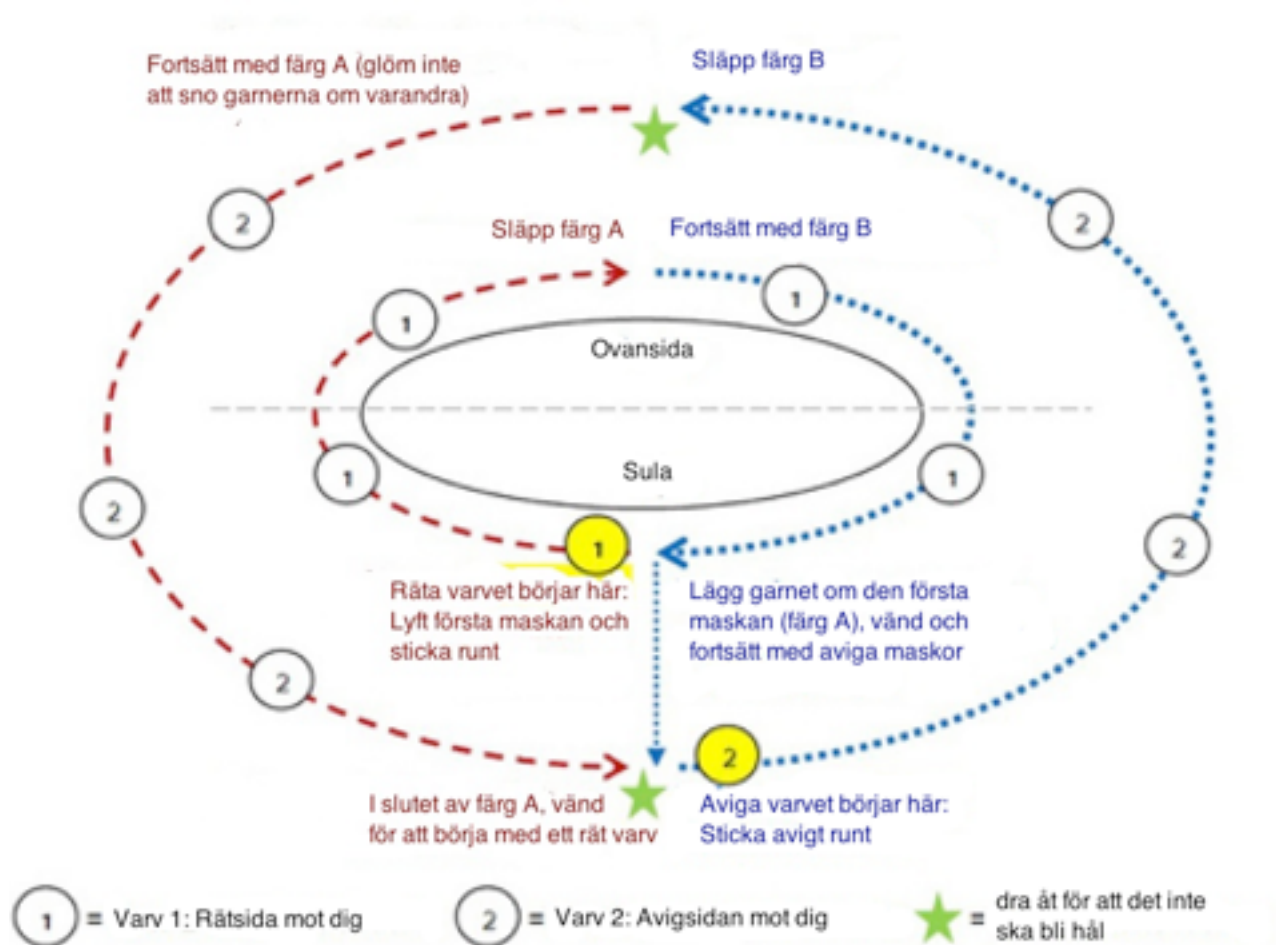 Fortsätt med färg A (glöm inte
att sno garnerna om varandra)
Släpp färg B
2
2
Släpp färg A
Fortsätt med färg B
1
1
Ovansida
Sula
1
1
2
2
1
Räta varvet börjar här:
Lyft första maskan och
sticka runt
Lägg garnet om den första
maskan (färg A), vänd och
fortsätt med aviga maskor
2
2
I slutet av färg A, vänd
för att börja med ett rät varv
Aviga varvet börjar här:
Sticka avigt runt
1 = Varv 1: Rätsida mot dig
2 = Varv 2: Avigsidan mot dig
= dra åt för att det inte
ska bli hål